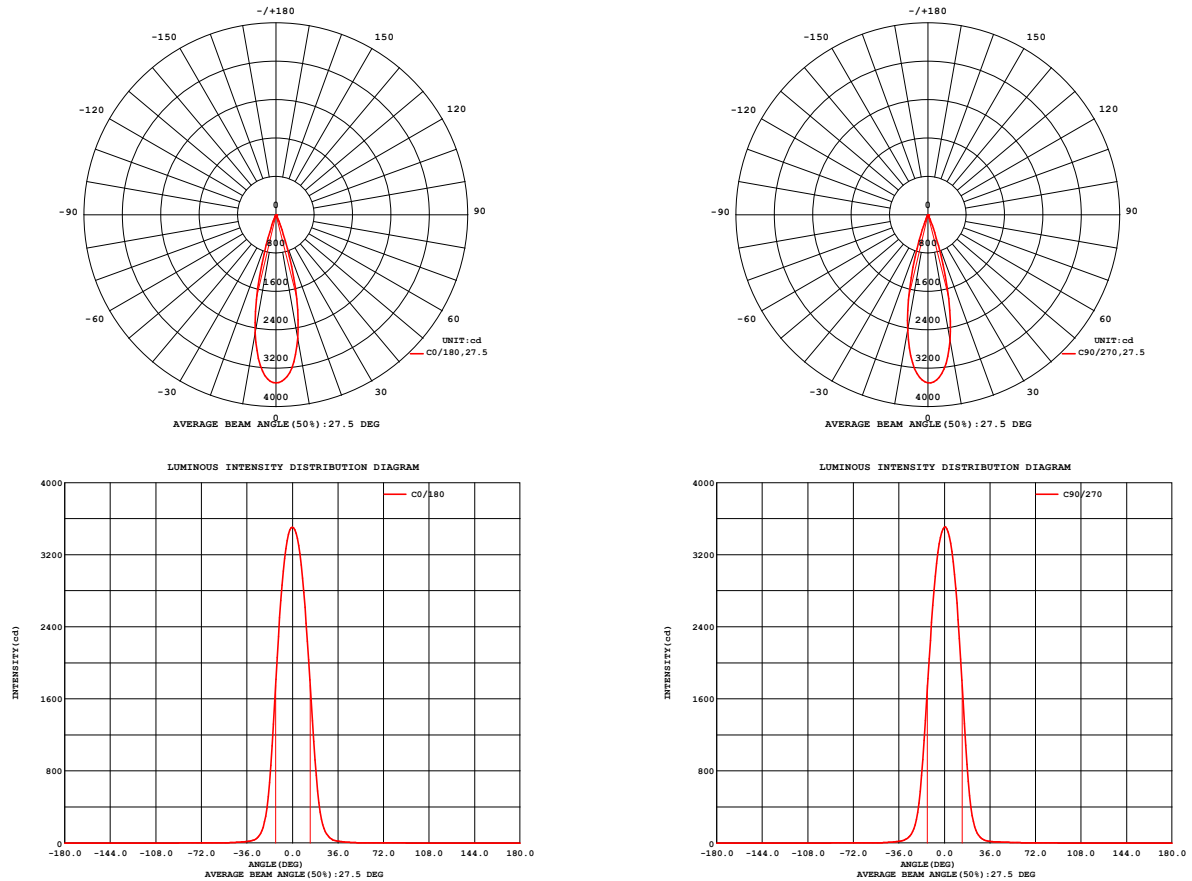 -/+180
-150
150
-120
120
-90
90
-60
60
-30
30
0
0
800
1600
2400
3200
4000
UNIT:cd
C0/180,27.5
AVERAGE BEAM ANGLE(50%):27.5 DEG
-/+180
-150
150
-120
120
-90
90
-60
60
-30
30
0
0
800
1600
2400
3200
4000
UNIT:cd
C90/270,27.5
AVERAGE BEAM ANGLE(50%):27.5 DEG
LUMINOUS INTENSITY DISTRIBUTION DIAGRAM
C0/180
INTENSITY(cd)
4000
3200
2400
1600
800
0
-180.0 -144.0 -108.0 -72.0 -36.0 0.0 36.0 72.0 108.0 144.0 180.0
ANGLE(DEG)
AVERAGE BEAM ANGLE(50%):27.5 DEG
LUMINOUS INTENSITY DISTRIBUTION DIAGRAM
C90/270
INTENSITY(cd)
4000
3200
2400
1600
800
0
-180.0 -144.0 -108.0 -72.0 -36.0 0.0 36.0 72.0 108.0 144.0 180.0
ANGLE(DEG)
AVERAGE BEAM ANGLE(50%):27.5 DEG